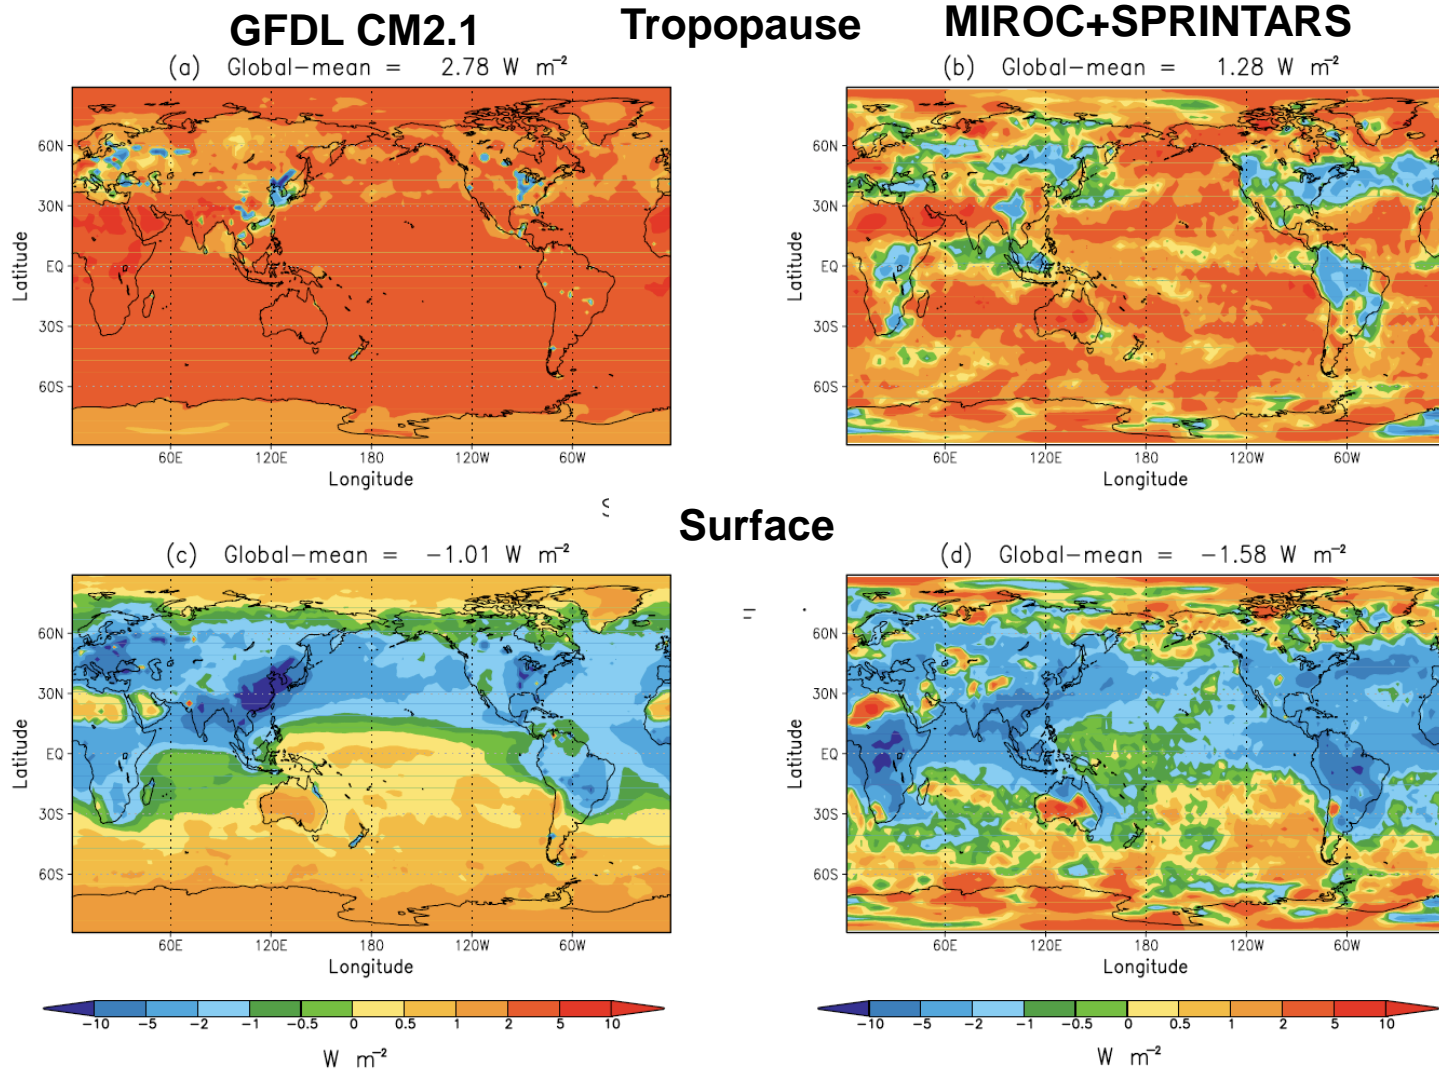 GFDL CM2.1
Tropopause
MIROC+SPRINTARS
(a) Global-mean = 2.78 W m⁻²
(b) Global-mean = 1.28 W m⁻²
60N
30N
EQ
30S
60S
Latitude
60E 120E 180 120W 60W
Longitude
60N
30N
EQ
30S
60S
Latitude
60E 120E 180 120W 60W
Longitude
Surface
(c) Global-mean = -1.01 W m⁻²
(d) Global-mean = -1.58 W m⁻²
60N
30N
EQ
30S
60S
Latitude
60E 120E 180 120W 60W
Longitude
60N
30N
EQ
30S
60S
Latitude
60E 120E 180 120W 60W
Longitude
-10 -5 -2 -1 -0.5 0 0.5 1 2 5 10
W m⁻²
-10 -5 -2 -1 -0.5 0 0.5 1 2 5 10
W m⁻²